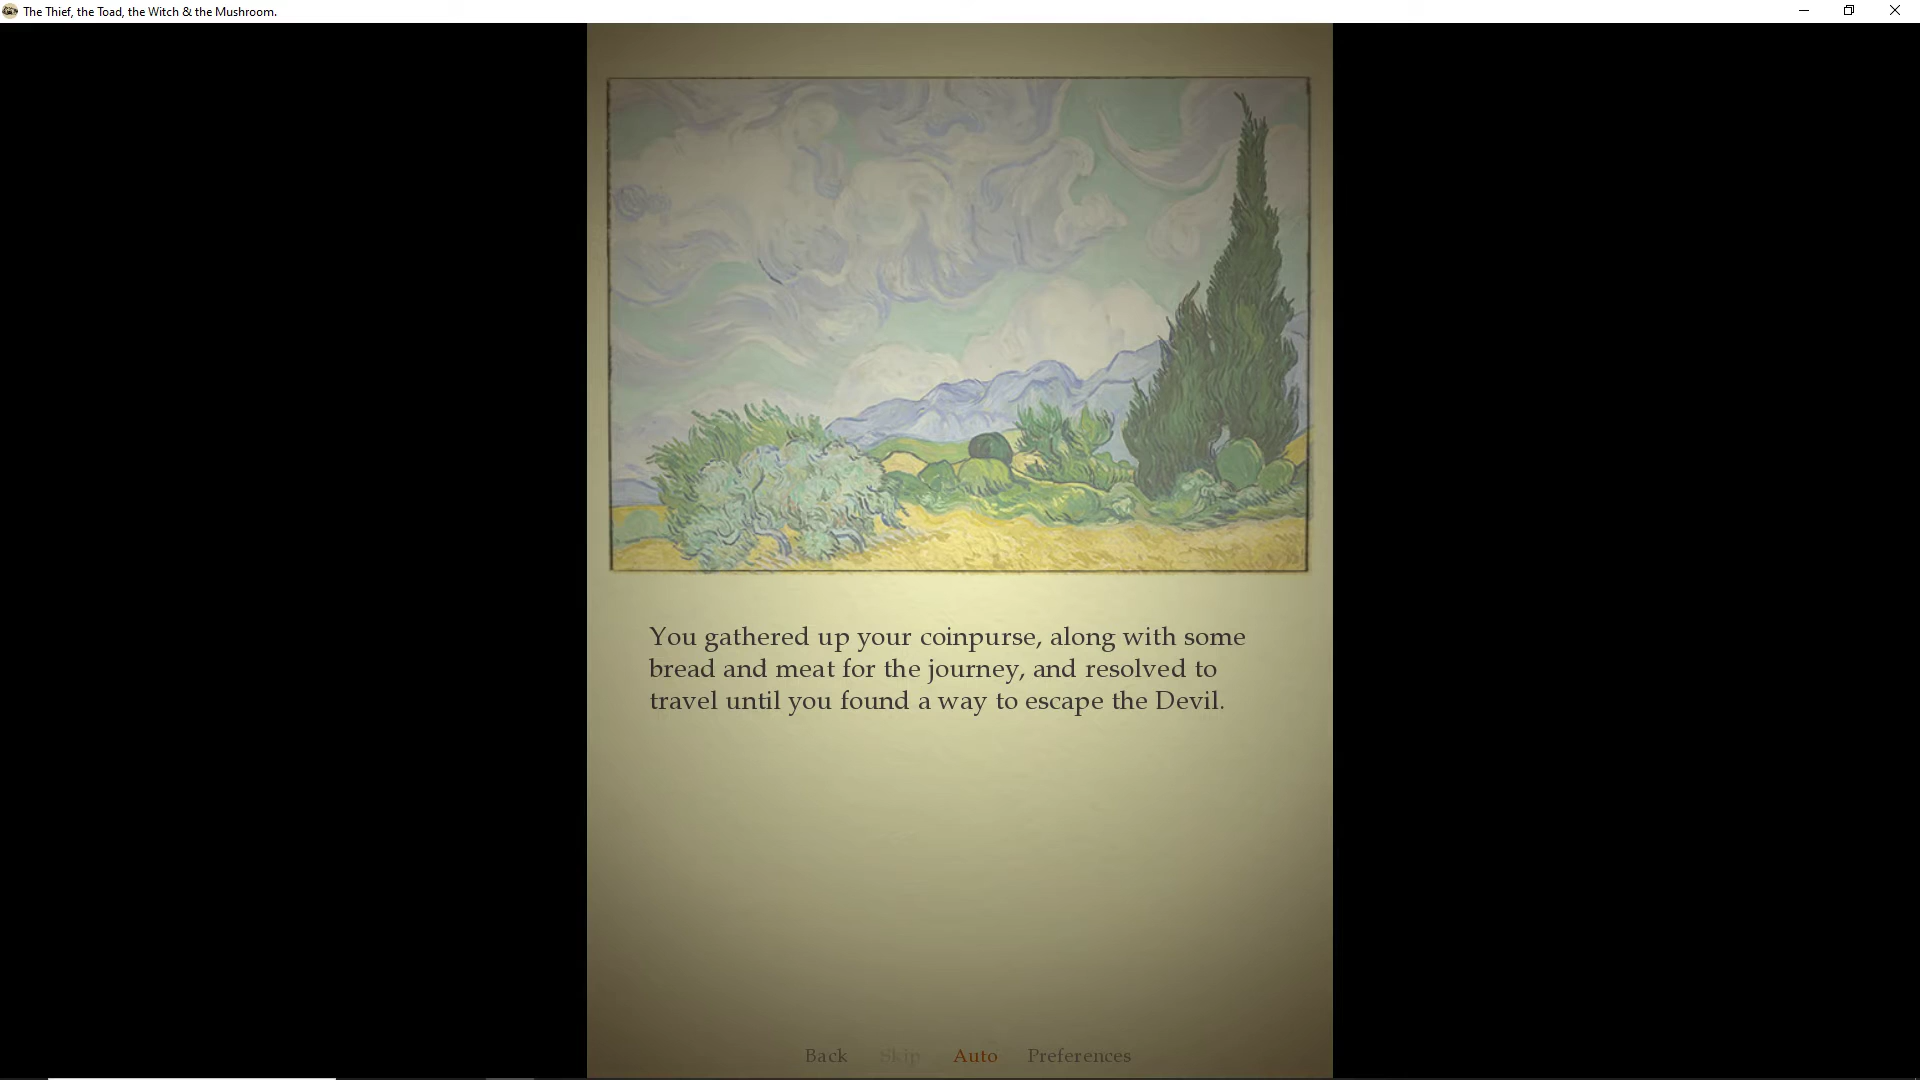 The Thief, the Toad, the Witch & the Mushroom.
You gathered up your coinpurse, along with some
bread and meat for the journey, and resolved to
travel until you found a way to escape the Devil.
Back Skip Auto Preferences